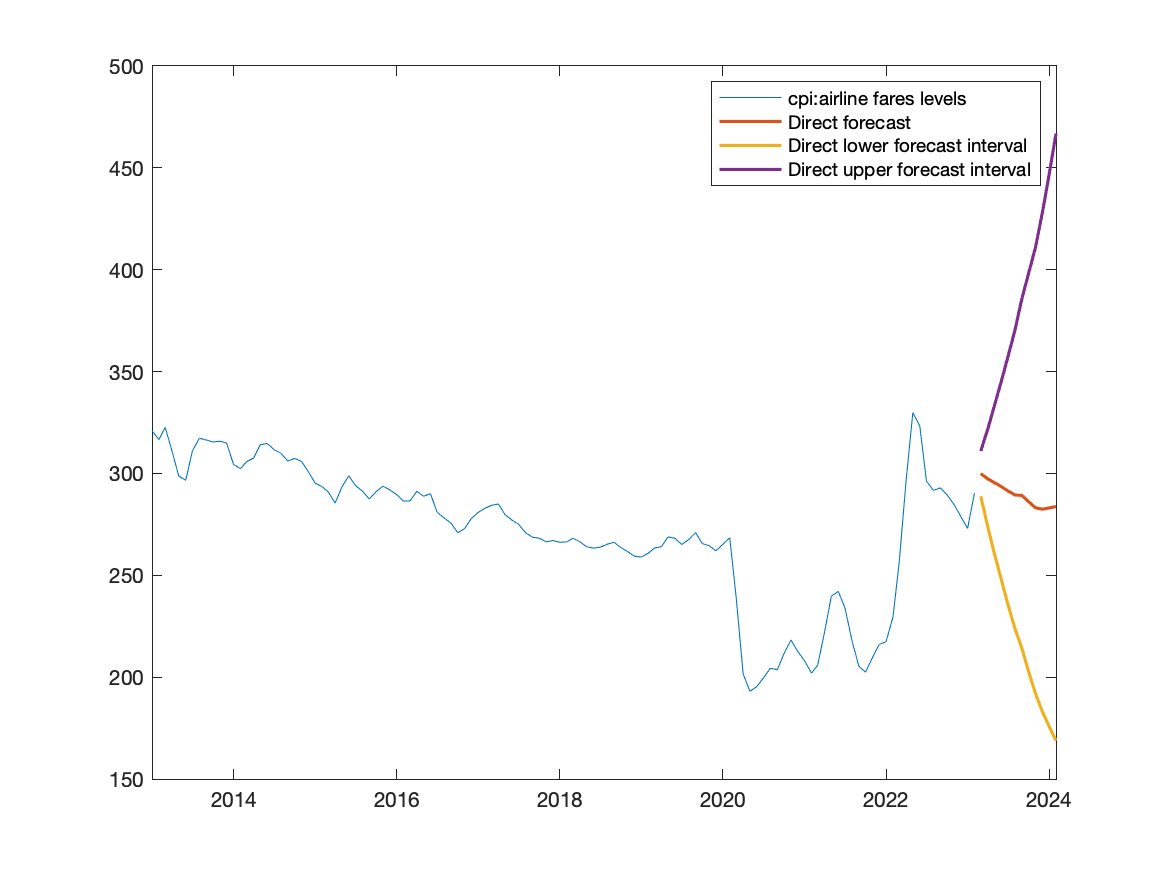 500
450
400
350
300
250
200
150
2014 2016 2018 2020 2022 2024
cpi:airline fares levels
Direct forecast
Direct lower forecast interval
Direct upper forecast interval